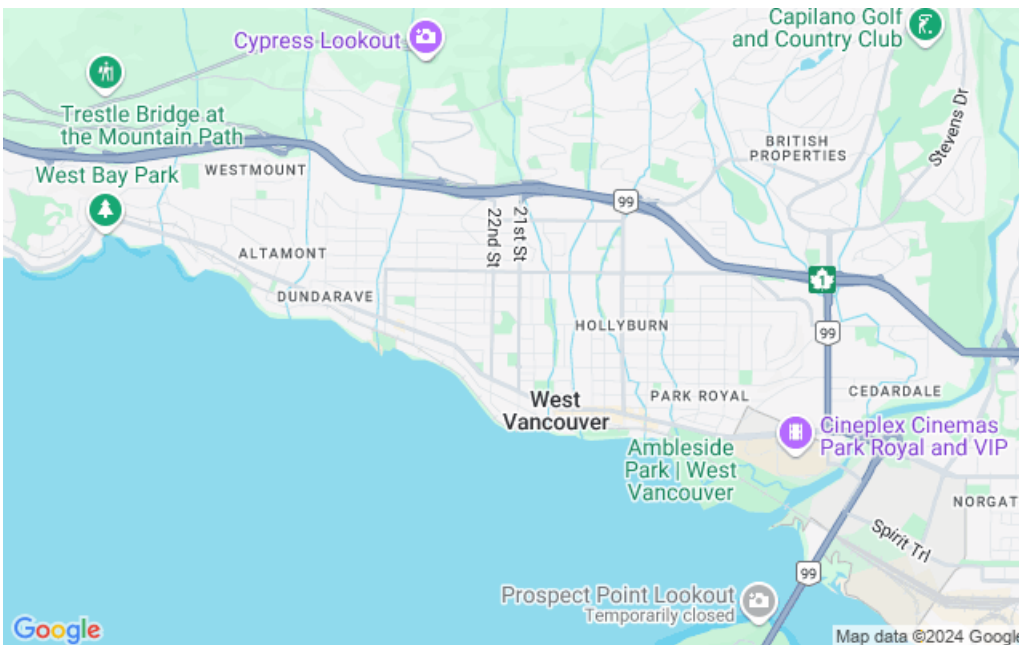 Capilano Golf
and Country Club
Cypress Lookout
Trestle Bridge at
the Mountain Path
Stevens Dr
BRITISH
PROPERTIES
WESTMOUNT
West Bay Park
99
22nd St
21st St
ALTAMONT
1
DUNDARAVE
HOLLYBURN
99
PARK ROYAL
CEDARDALE
West
Vancouver
Cineplex Cinemas
Park Royal and VIP
Ambleside
Park | West
Vancouver
NORGAT
Spirit Trl
99
Prospect Point Lookout
Temporarily closed
Google
Map data ©2024 Google